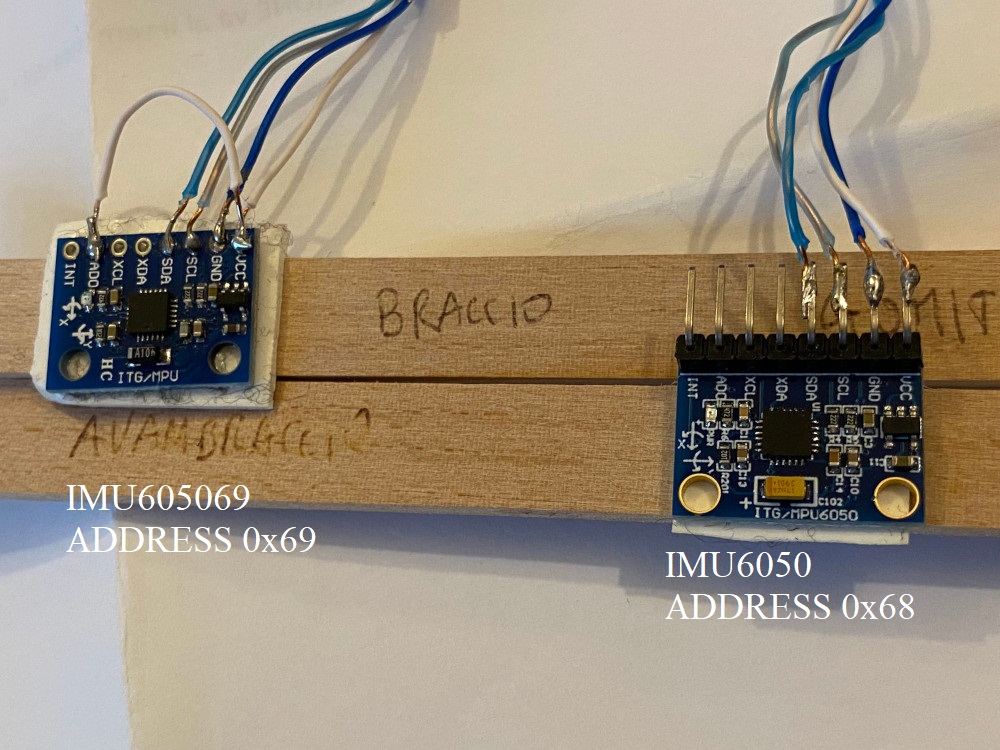 BRACCIO
INT
ADO
XCL
XDA
SDA
SCL
GND
VCC
HC
ITG/MPU
AVAMBRACCIO
IMU605069
ADDRESS 0x69
INT
ADO
XCL
XDA
SDA
SCL
GND
VCC
ITG/MPU6050
IMU6050
ADDRESS 0x68